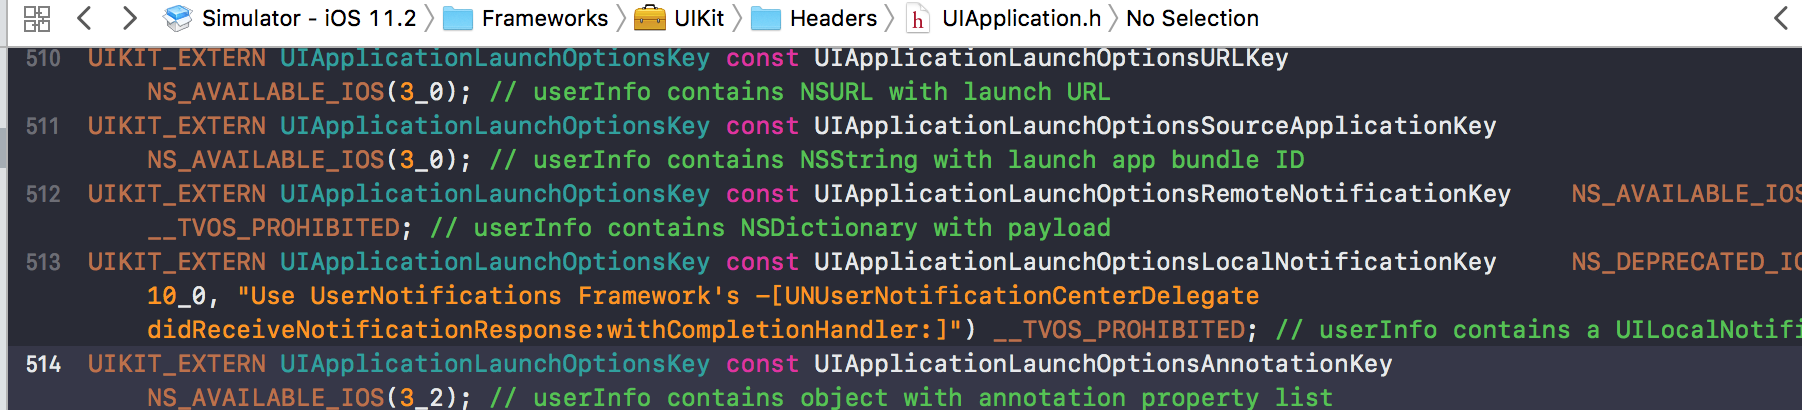 Simulator - iOS 11.2 Frameworks UIKit Headers h UIApplication.h No Selection
510 UIKIT_EXTERN UIApplicationLaunchOptionsKey const UIApplicationLaunchOptionsURLKey
NS_AVAILABLE_IOS(3_0); // userInfo contains NSURL with launch URL
511 UIKIT_EXTERN UIApplicationLaunchOptionsKey const UIApplicationLaunchOptionsSourceApplicationKey
NS_AVAILABLE_IOS(3_0); // userInfo contains NSString with launch app bundle ID
512 UIKIT_EXTERN UIApplicationLaunchOptionsKey const UIApplicationLaunchOptionsRemoteNotificationKey NS_AVAILABLE_IOS
__TVOS_PROHIBITED; // userInfo contains NSDictionary with payload
513 UIKIT_EXTERN UIApplicationLaunchOptionsKey const UIApplicationLaunchOptionsLocalNotificationKey NS_DEPRECATED_IO
10_0, "Use UserNotifications Framework's -[UNUserNotificationCenterDelegate
didReceiveNotificationResponse:withCompletionHandler:]") __TVOS_PROHIBITED; // userInfo contains a UILocalNotifi
514 UIKIT_EXTERN UIApplicationLaunchOptionsKey const UIApplicationLaunchOptionsAnnotationKey
NS_AVAILABLE_IOS(3_2); // userInfo contains object with annotation property list